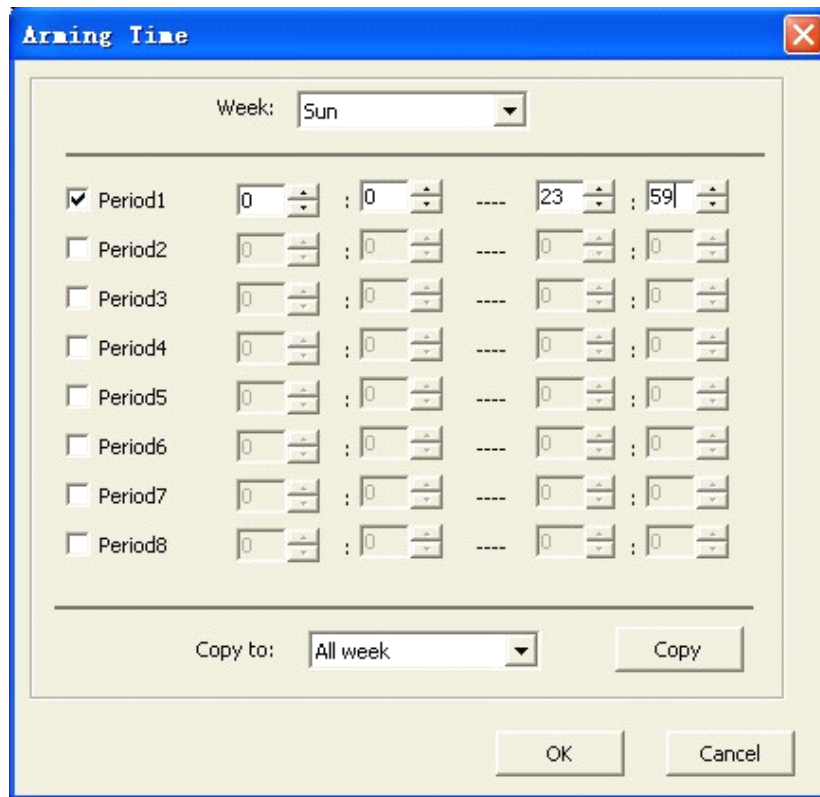 Arming Time
Week: Sun
Period1 0 : 0 ---- 23 : 59
Period2 0 : 0 ---- 0 : 0
Period3 0 : 0 ---- 0 : 0
Period4 0 : 0 ---- 0 : 0
Period5 0 : 0 ---- 0 : 0
Period6 0 : 0 ---- 0 : 0
Period7 0 : 0 ---- 0 : 0
Period8 0 : 0 ---- 0 : 0
Copy to: All week Copy
OK Cancel